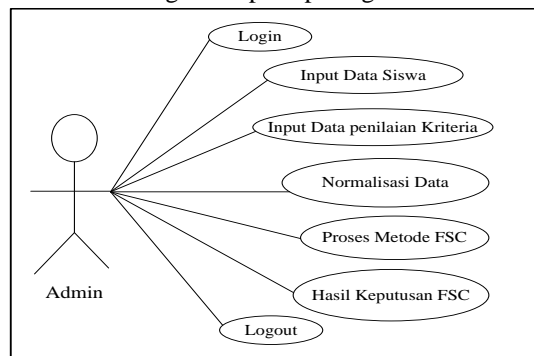 Login
Input Data Siswa
Input Data penilaian Kriteria
Normalisasi Data
Proses Metode FSC
Hasil Keputusan FSC
Logout
Admin